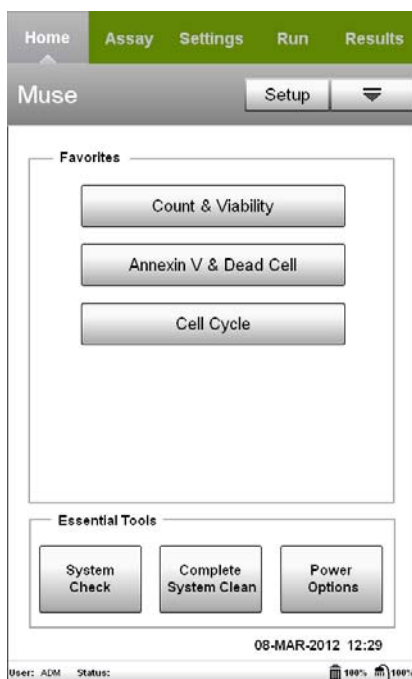 Home Assay Settings Run Results
Muse Setup
Favorites
Count & Viability
Annexin V & Dead Cell
Cell Cycle
Essential Tools
System Check
Complete System Clean
Power Options
08-MAR-2012 12:29
User: ADM Status: 100% 100%